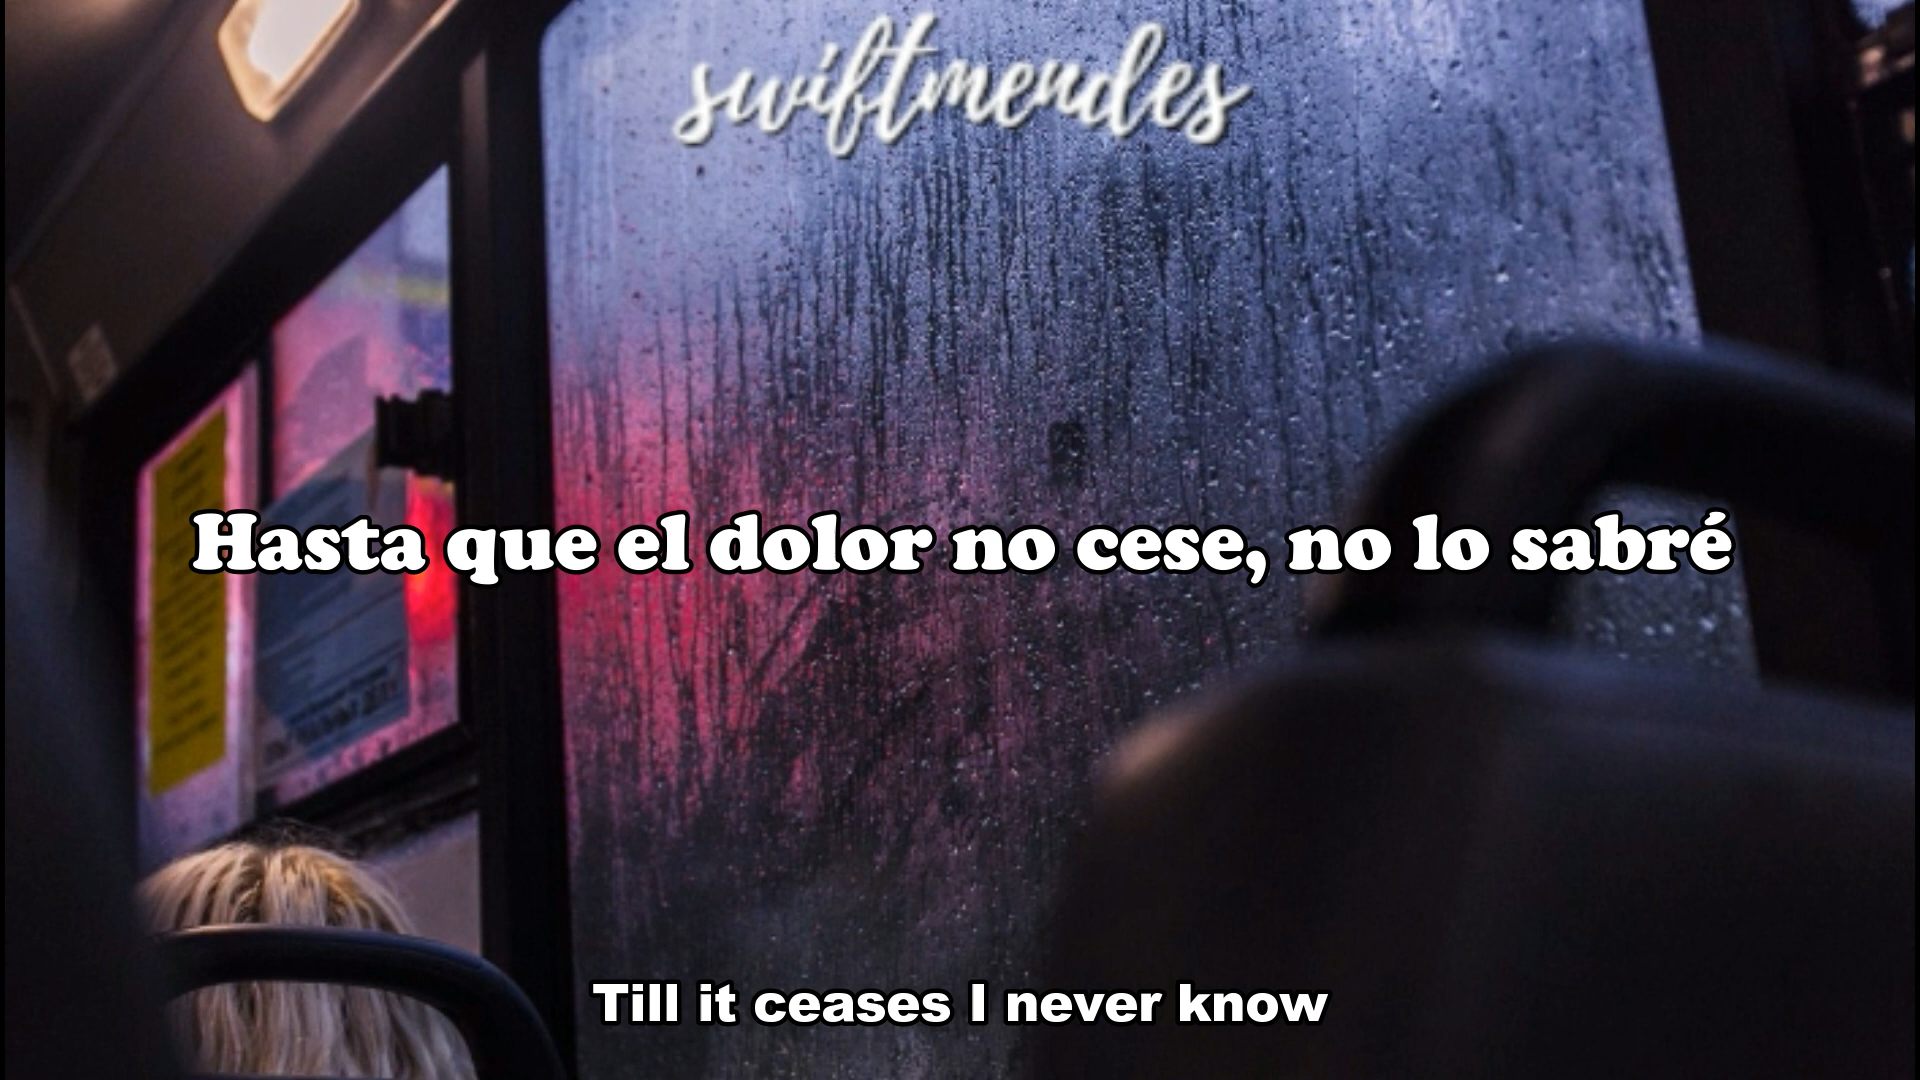 swiftmendes
Hasta que el dolor no cese, no lo sabré
Till it ceases I never know